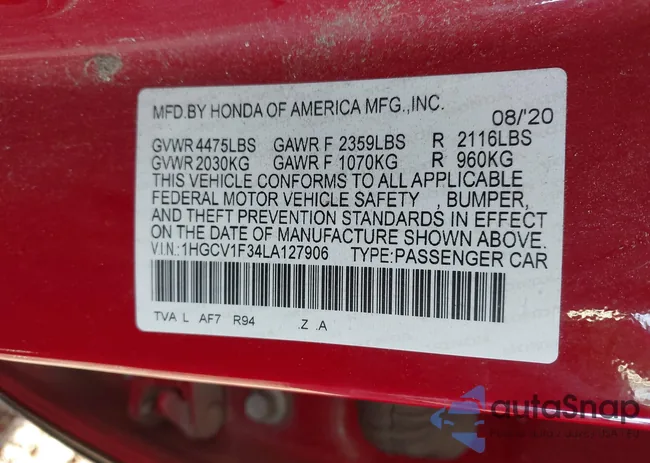 MFD.BY HONDA OF AMERICA MFG.,INC. 08/'20
GVWR 4475LBS GAWR F 2359LBS R 2116LBS
GVWR 2030KG GAWR F 1070KG R 960KG
THIS VEHICLE CONFORMS TO ALL APPLICABLE
FEDERAL MOTOR VEHICLE SAFETY , BUMPER,
AND THEFT PREVENTION STANDARDS IN EFFECT
ON THE DATE OF MANUFACTURE SHOWN ABOVE.
V.I.N.:1HGCV1F34LA127906 TYPE:PASSENGER CAR
TVA L AF7 R94 .Z .A
autoSnap